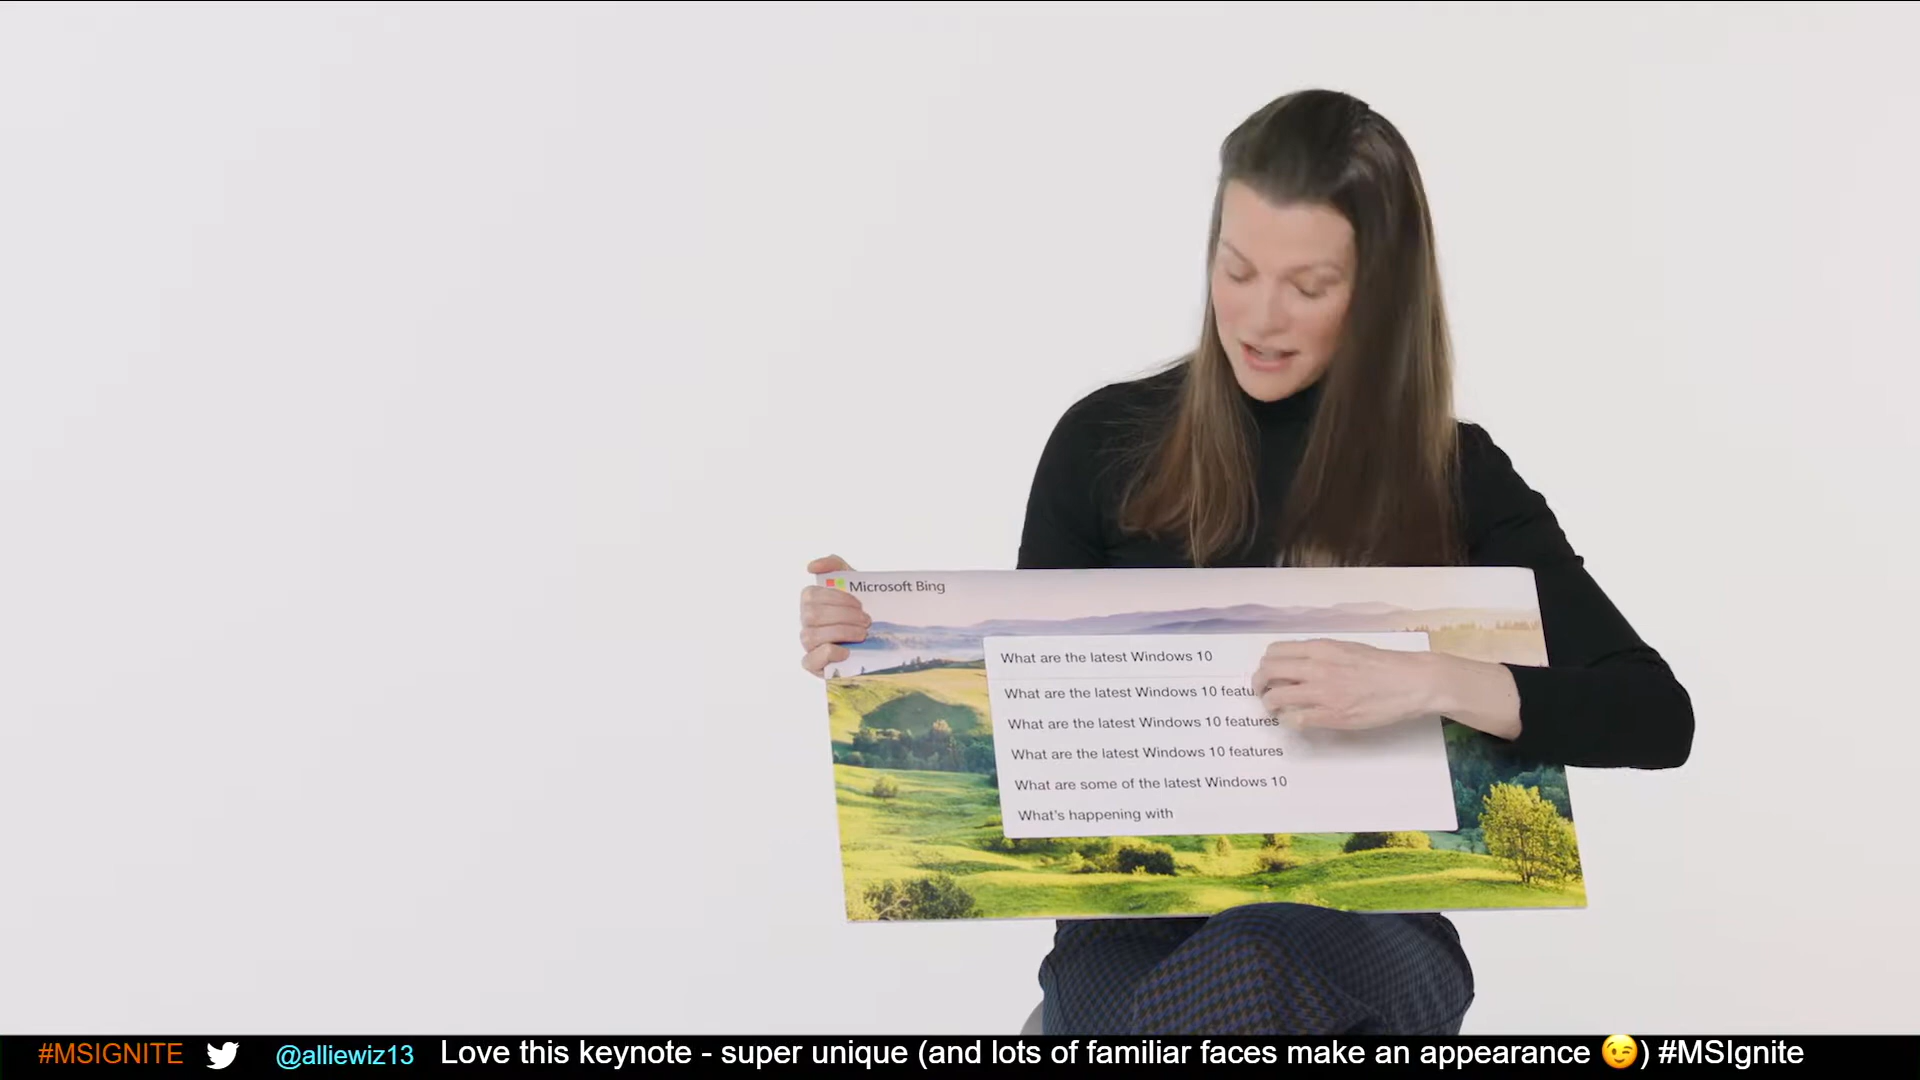 Microsoft Bing
What are the latest Windows 10
What are the latest Windows 10 featu
What are the latest Windows 10 features
What are the latest Windows 10 features
What are some of the latest Windows 10
What's happening with
#MSIGNITE @alliewiz13 Love this keynote - super unique (and lots of familiar faces make an appearance 😉) #MSIgnite